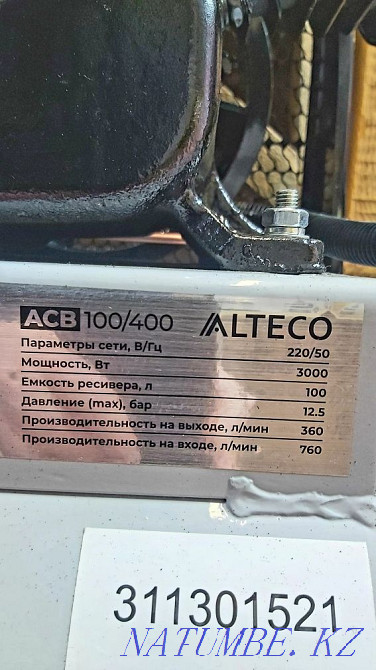 ACB 100/400 ALTECO
Параметры сети, В/Гц 220/50
Мощность, Вт 3000
Емкость ресивера, л 100
Давление (max), бар 12.5
Производительность на выходе, л/мин 360
Производительность на входе, л/мин 760
311301521
NATUMBE.KZ